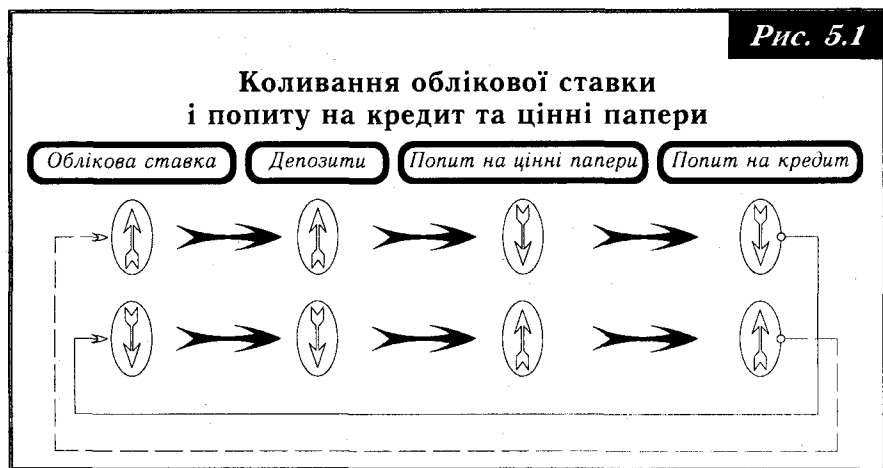 Рис. 5.1
Коливання облікової ставки
і попиту на кредит та цінні папери
Облікова ставка
Депозити
Попит на цінні папери
Попит на кредит